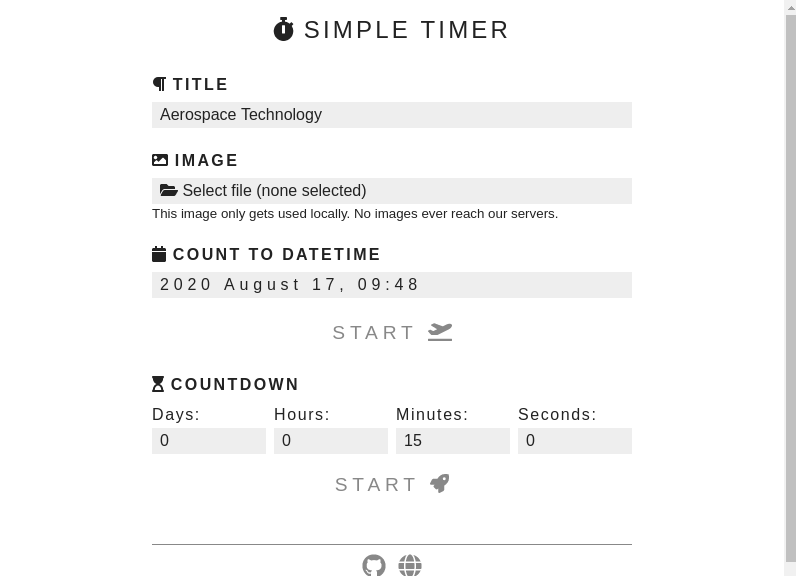 SIMPLE TIMER
TITLE
Aerospace Technology
IMAGE
Select file (none selected)
This image only gets used locally. No images ever reach our servers.
COUNT TO DATETIME
2020 August 17, 09:48
START
COUNTDOWN
Days: Hours: Minutes: Seconds:
0 0 15 0
START